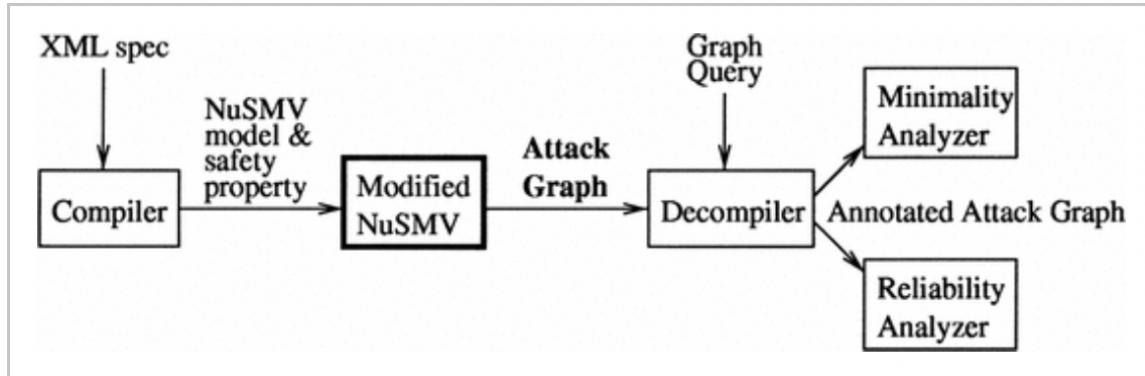 XML spec
NuSMV
model &
safety
property
Compiler
Modified
NuSMV
Attack
Graph
Graph
Query
Decompiler
Minimality
Analyzer
Annotated Attack Graph
Reliability
Analyzer